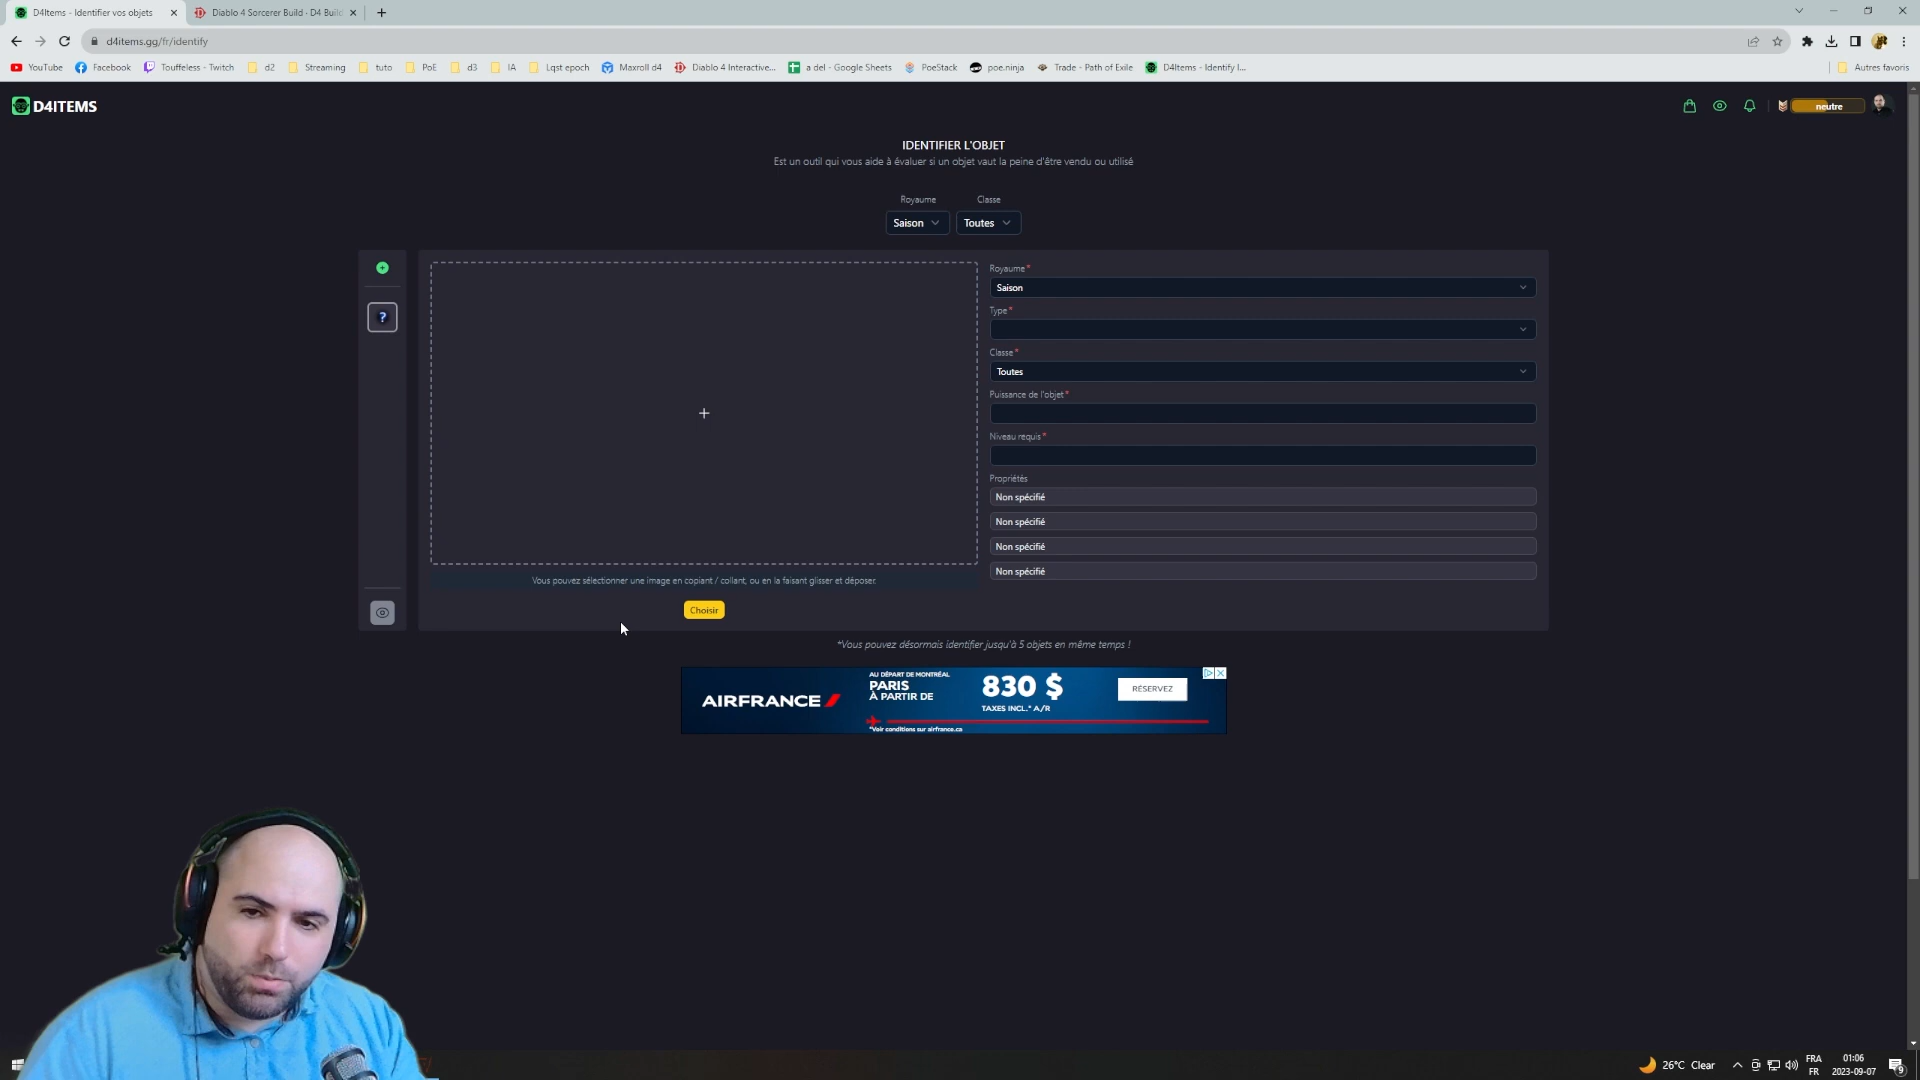 D4Items - Identifier vos objets
Diablo 4 Sorcerer Build - D4 Build
d4items.gg/fr/identify
YouTube
Facebook
Touffeless - Twitch
d2
Streaming
tuto
PoE
d3
IA
Lqst epoch
Maxroll d4
Diablo 4 Interactive...
a del - Google Sheets
PoeStack
poe.ninja
Trade - Path of Exile
D4Items - Identify I...
Autres favoris
D4ITEMS
neutre
IDENTIFIER L'OBJET
Est un outil qui vous aide à évaluer si un objet vaut la peine d'être vendu ou utilisé
Royaume
Classe
Saison
Toutes
?
Vous pouvez sélectionner une image en copiant / collant, ou en la faisant glisser et déposer.
Choisir
Royaume*
Saison
Type*
Classe*
Toutes
Puissance de l'objet*
Niveau requis*
Propriétés
Non spécifié
Non spécifié
Non spécifié
Non spécifié
*Vous pouvez désormais identifier jusqu'à 5 objets en même temps !
AIRFRANCE
AU DÉPART DE MONTRÉAL
PARIS
À PARTIR DE
830 $
TAXES INCL.* A/R
*Voir conditions sur airfrance.ca
RÉSERVEZ
26°C Clear
FRA
FR
01:06
2023-09-07
9